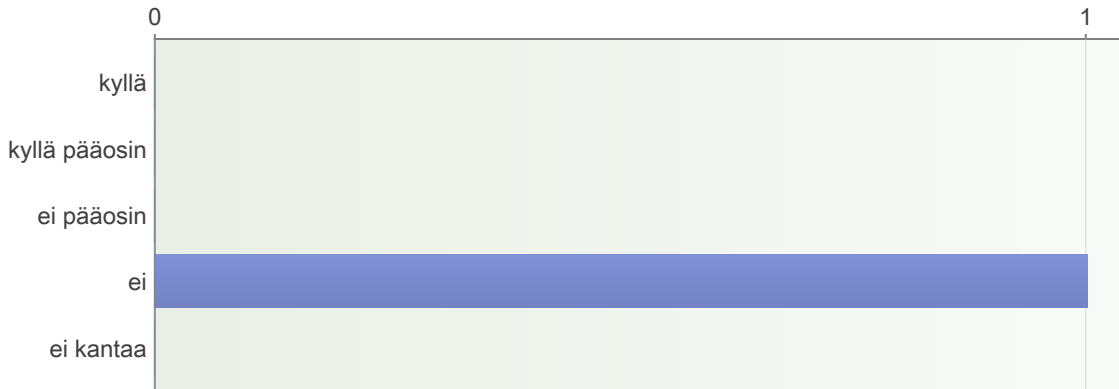 0 1
kyllä
kyllä pääosin
ei pääosin
ei
ei kantaa